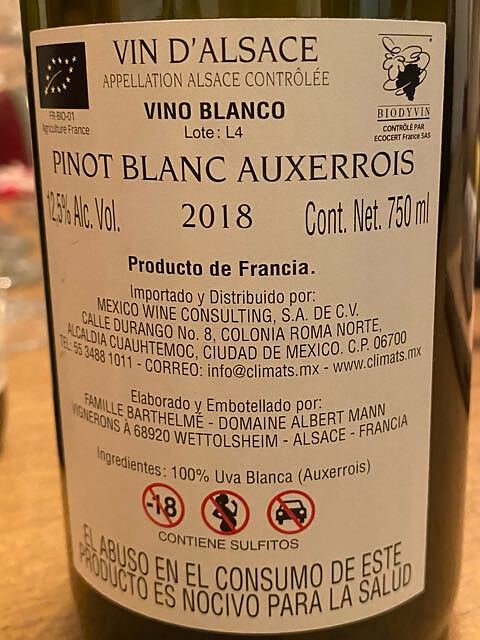 VIN D'ALSACE
APPELLATION ALSACE CONTRÔLÉE
FR-BIO-01
Agriculture France
VINO BLANCO
Lote: L4
BIODYVIN
CONTRÔLÉ PAR
ECOCERT France SAS
PINOT BLANC AUXERROIS
12,5% Alc. Vol.
2018
Cont. Net. 750 ml
Producto de Francia.
Importado y Distribuido por:
MEXICO WINE CONSULTING, S.A. DE C.V.
CALLE DURANGO No. 8, COLONIA ROMA NORTE,
ALCALDIA CUAUHTEMOC, CIUDAD DE MEXICO. C.P. 06700
TEL: 55 3488 1011 - CORREO: info@climats.mx - www.climats.mx
Elaborado y Embotellado por:
FAMILLE BARTHELMÉ - DOMAINE ALBERT MANN
VIGNERONS À 68920 WETTOLSHEIM - ALSACE - FRANCIA
Ingredientes: 100% Uva Blanca (Auxerrois)
-18
CONTIENE SULFITOS
EL ABUSO EN EL CONSUMO DE ESTE
PRODUCTO ES NOCIVO PARA LA SALUD